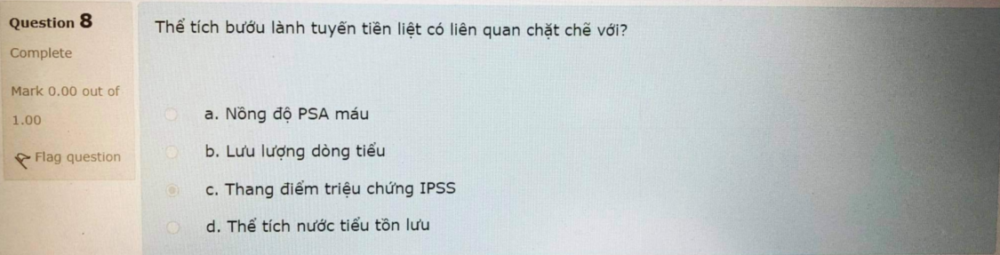 Question 8
Complete
Mark 0.00 out of
1.00
Flag question
Thể tích bướu lành tuyến tiền liệt có liên quan chặt chẽ với?
a. Nồng độ PSA máu
b. Lưu lượng dòng tiểu
c. Thang điểm triệu chứng IPSS
d. Thể tích nước tiểu tồn lưu